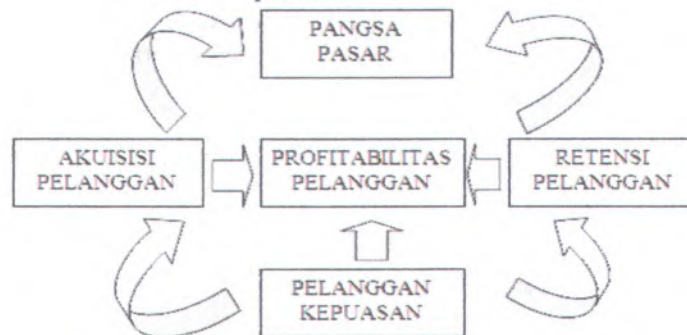 PANGSA
PASAR
AKUISISI
PELANGGAN
PROFITABILITAS
PELANGGAN
RETENSI
PELANGGAN
PELANGGAN
KEPUASAN